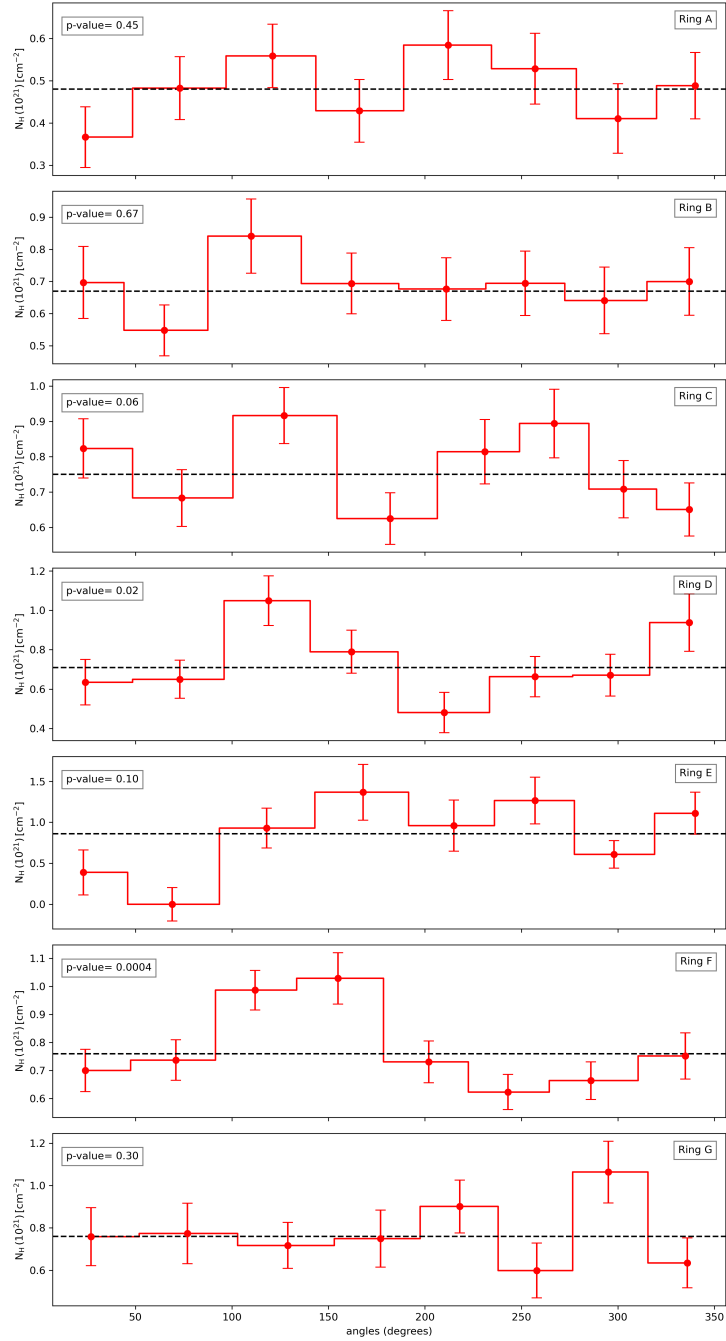 p-value= 0.45
Ring A
0.6
0.5
0.4
0.3
N_H (10^21) [cm^−2]
p-value= 0.67
Ring B
0.9
0.8
0.7
0.6
0.5
N_H (10^21) [cm^−2]
p-value= 0.06
Ring C
1.0
0.9
0.8
0.7
0.6
N_H (10^21) [cm^−2]
p-value= 0.02
Ring D
1.2
1.0
0.8
0.6
0.4
N_H (10^21) [cm^−2]
p-value= 0.10
Ring E
1.5
1.0
0.5
0.0
N_H (10^21) [cm^−2]
p-value= 0.0004
Ring F
1.1
1.0
0.9
0.8
0.7
0.6
N_H (10^21) [cm^−2]
p-value= 0.30
Ring G
1.2
1.0
0.8
0.6
N_H (10^21) [cm^−2]
50 100 150 200 250 300 350
angles (degrees)